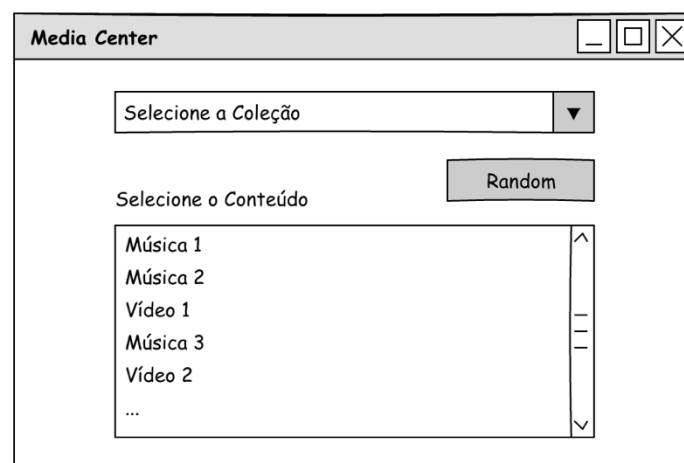 Media Center
Selecione a Coleção
Random
Selecione o Conteúdo
Música 1
Música 2
Vídeo 1
Música 3
Vídeo 2
...